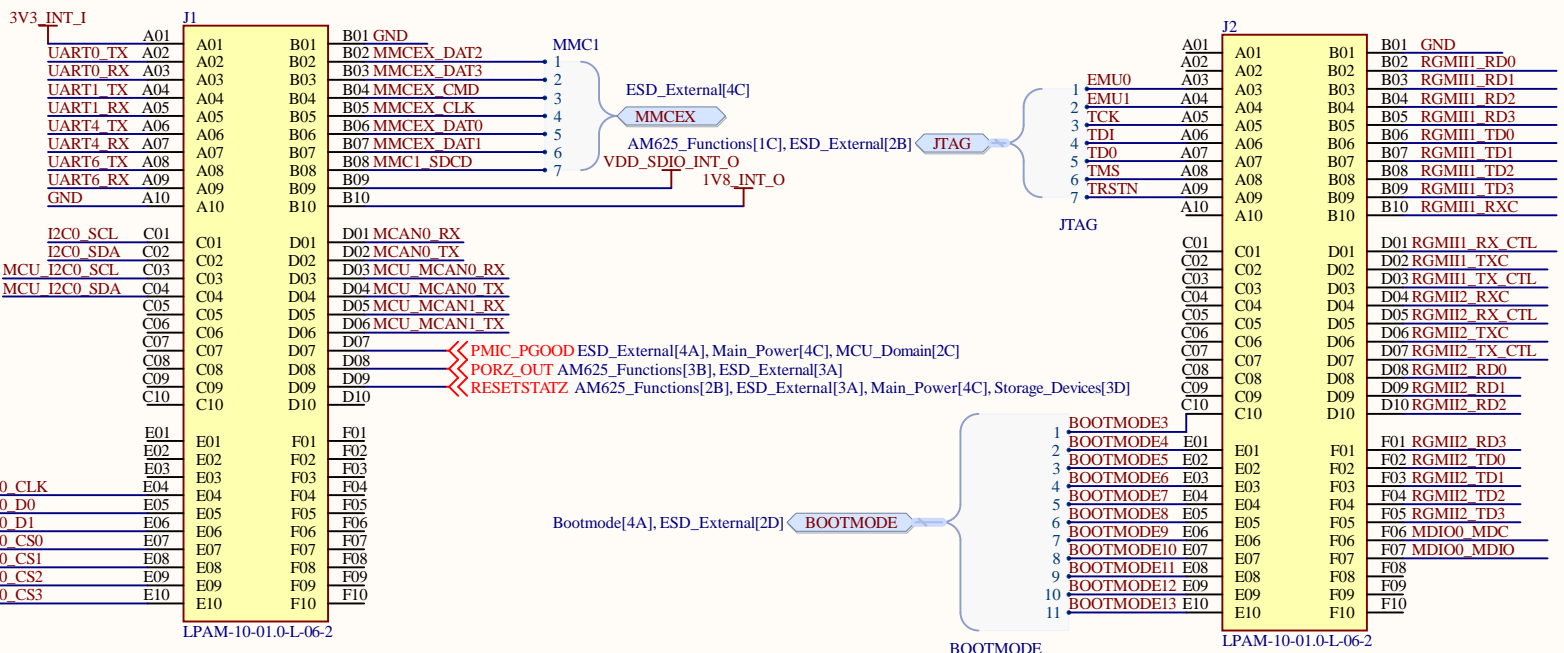 3V3_INT_I
J1
A01 A01 B01 B01 GND
UART0_TX A02 A02 B02 B02 MMCEX_DAT2
UART0_RX A03 A03 B03 B03 MMCEX_DAT3
UART1_TX A04 A04 B04 B04 MMCEX_CMD
UART1_RX A05 A05 B05 B05 MMCEX_CLK
UART4_TX A06 A06 B06 B06 MMCEX_DAT0
UART4_RX A07 A07 B07 B07 MMCEX_DAT1
UART6_TX A08 A08 B08 B08 MMC1_SDCD
UART6_RX A09 A09 B09 B09
GND A10 A10 B10 B10
I2C0_SCL C01 C01 D01 D01 MCAN0_RX
I2C0_SDA C02 C02 D02 D02 MCAN0_TX
MCU_I2C0_SCL C03 C03 D03 D03 MCU_MCAN0_RX
MCU_I2C0_SDA C04 C04 D04 D04 MCU_MCAN0_TX
C05 C05 D05 D05 MCU_MCAN1_RX
C06 C06 D06 D06 MCU_MCAN1_TX
C07 C07 D07 D07 PMIC_PGOOD ESD_External[4A], Main_Power[4C], MCU_Domain[2C]
C08 C08 D08 D08 PORZ_OUT AM625_Functions[3B], ESD_External[3A]
C09 C09 D09 D09 RESETSTATZ AM625_Functions[2B], ESD_External[3A], Main_Power[4C], Storage_Devices[3D]
C10 C10 D10 D10
E01 E01 F01 F01
E02 E02 F02 F02
E03 E03 F03 F03
0_CLK E04 E04 F04 F04
0_D0 E05 E05 F05 F05
0_D1 E06 E06 F06 F06
0_CS0 E07 E07 F07 F07
0_CS1 E08 E08 F08 F08
0_CS2 E09 E09 F09 F09
0_CS3 E10 E10 F10 F10
LPAM-10-01.0-L-06-2
MMC1
1
2
3
4
5
6
7
ESD_External[4C]
MMCEX
VDD_SDIO_INT_O
1V8_INT_O
AM625_Functions[1C], ESD_External[2B] JTAG
1 EMU0
2 EMU1
3 TCK
4 TDI
5 TD0
6 TMS
7 TRSTN
JTAG
Bootmode[4A], ESD_External[2D] BOOTMODE
1 BOOTMODE3
2 BOOTMODE4
3 BOOTMODE5
4 BOOTMODE6
5 BOOTMODE7
6 BOOTMODE8
7 BOOTMODE9
8 BOOTMODE10
9 BOOTMODE11
10 BOOTMODE12
11 BOOTMODE13
BOOTMODE
J2
A01 A01 B01 B01 GND
A02 A02 B02 B02 RGMII1_RD0
A03 A03 B03 B03 RGMII1_RD1
A04 A04 B04 B04 RGMII1_RD2
A05 A05 B05 B05 RGMII1_RD3
A06 A06 B06 B06 RGMII1_TD0
A07 A07 B07 B07 RGMII1_TD1
A08 A08 B08 B08 RGMII1_TD2
A09 A09 B09 B09 RGMII1_TD3
A10 A10 B10 B10 RGMII1_RXC
C01 C01 D01 D01 RGMII1_RX_CTL
C02 C02 D02 D02 RGMII1_TXC
C03 C03 D03 D03 RGMII1_TX_CTL
C04 C04 D04 D04 RGMII2_RXC
C05 C05 D05 D05 RGMII2_RX_CTL
C06 C06 D06 D06 RGMII2_TXC
C07 C07 D07 D07 RGMII2_TX_CTL
C08 C08 D08 D08 RGMII2_RD0
C09 C09 D09 D09 RGMII2_RD1
C10 C10 D10 D10 RGMII2_RD2
E01 E01 F01 F01 RGMII2_RD3
E02 E02 F02 F02 RGMII2_TD0
E03 E03 F03 F03 RGMII2_TD1
E04 E04 F04 F04 RGMII2_TD2
E05 E05 F05 F05 RGMII2_TD3
E06 E06 F06 F06 MDIO0_MDC
E07 E07 F07 F07 MDIO0_MDIO
E08 E08 F08 F08
E09 E09 F09 F09
E10 E10 F10 F10
LPAM-10-01.0-L-06-2